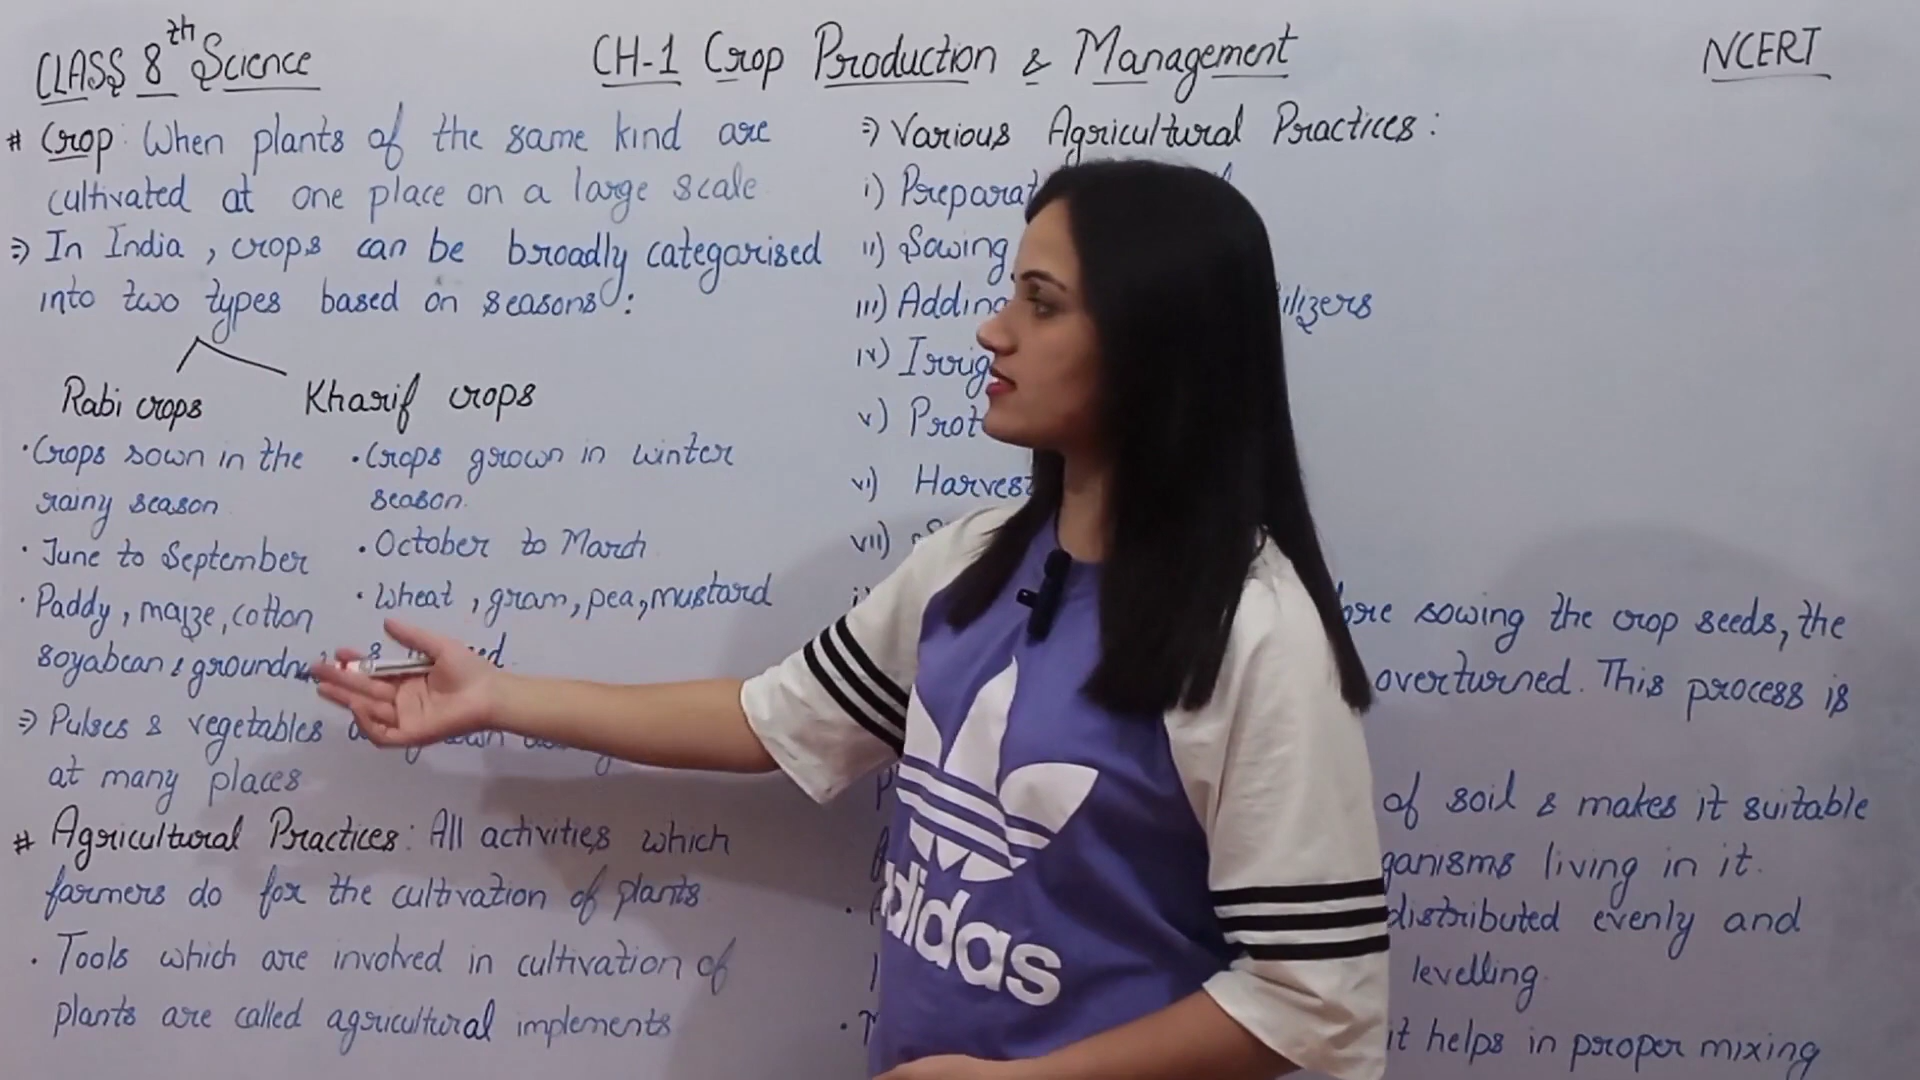 CLASS 8th Science
CH-1 Crop Production & Management
NCERT
# Crop: When plants of the same kind are
cultivated at one place on a large scale
⇒ In India, crops can be broadly categorised
into two types based on seasons:
Rabi crops
Kharif crops
• Crops sown in the
rainy season
• June to September
• Paddy, maize, cotton
soyabean & groundnu
• Crops grown in winter
season.
• October to March
• Wheat, gram, pea, mustard
&
⇒ Pulses & vegetables
at many places
# Agricultural Practices: All activities which
farmers do for the cultivation of plants
• Tools which are involved in cultivation of
plants are called agricultural implements
⇒ Various Agricultural Practices:
i) Preparat
ii) Sowing
iii) Adding ilizers
iv) Irrig
v) Prot
vi) Harvest
vii) S
ore sowing the crop seeds, the
overturned. This process is
of soil & makes it suitable
ganisms living in it.
distributed evenly and
levelling.
it helps in proper mixing
adidas